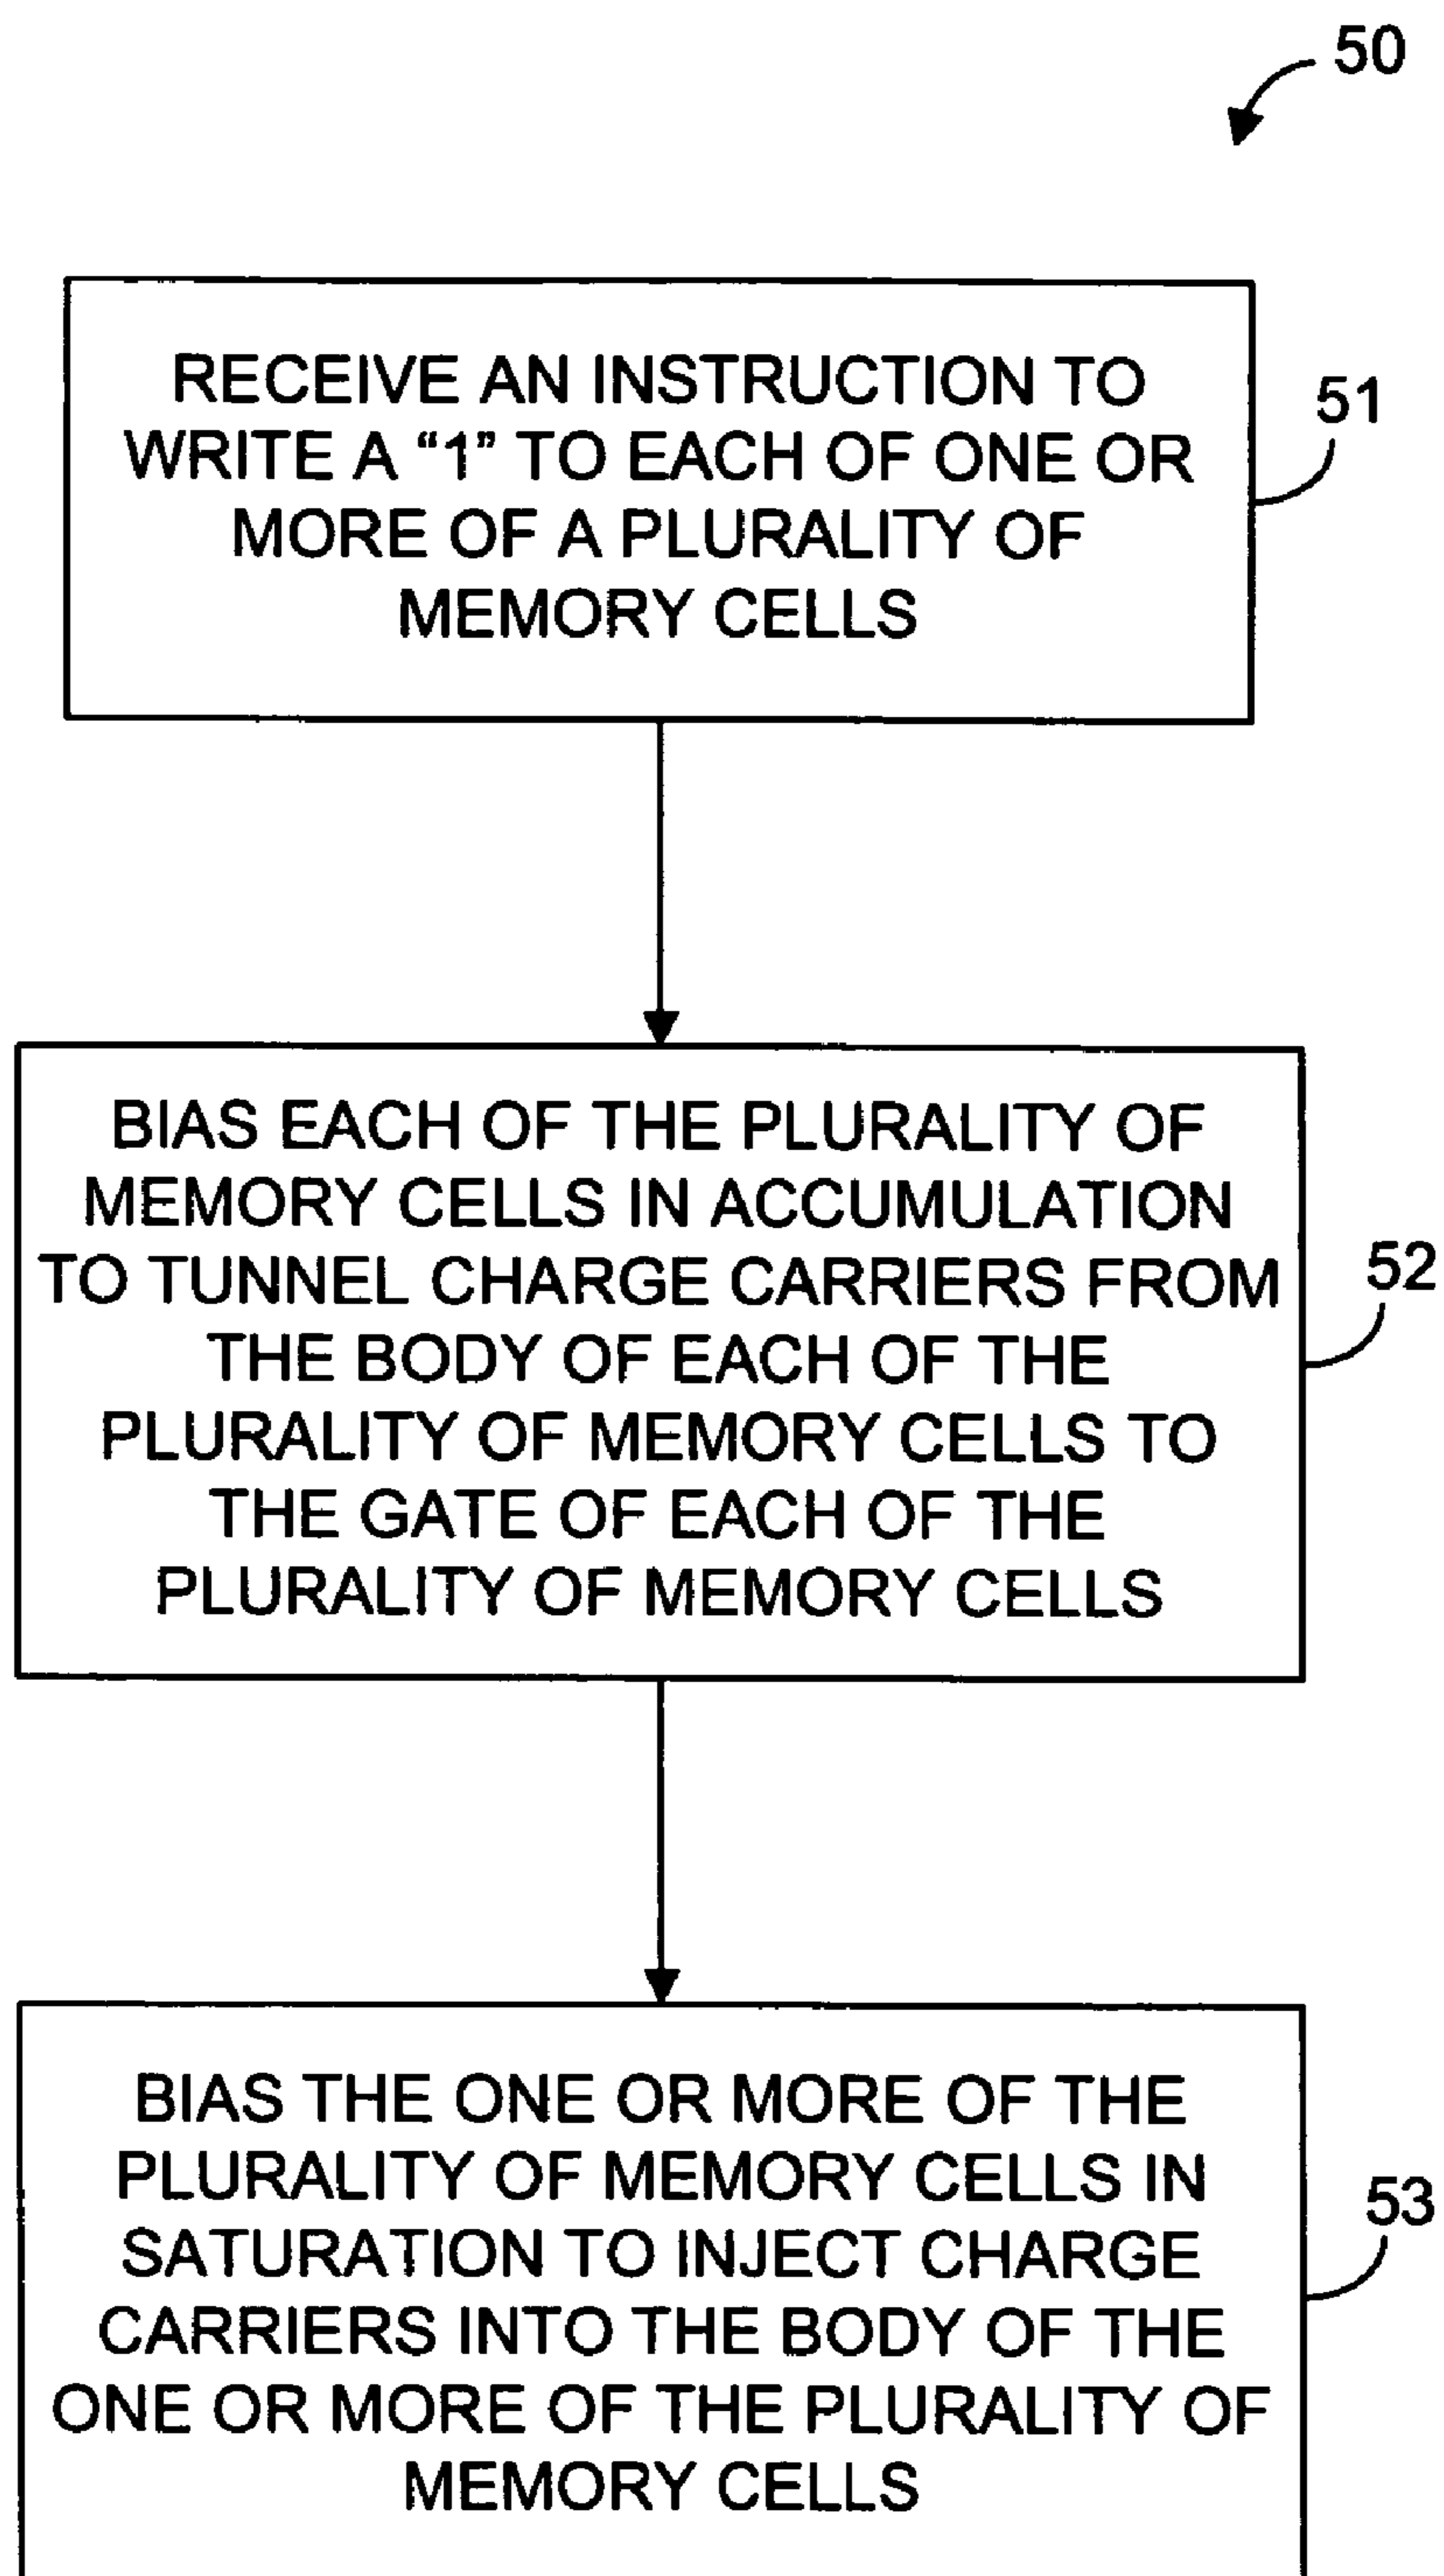 50
RECEIVE AN INSTRUCTION TO
WRITE A “1” TO EACH OF ONE OR
MORE OF A PLURALITY OF
MEMORY CELLS
51
BIAS EACH OF THE PLURALITY OF
MEMORY CELLS IN ACCUMULATION
TO TUNNEL CHARGE CARRIERS FROM
THE BODY OF EACH OF THE
PLURALITY OF MEMORY CELLS TO
THE GATE OF EACH OF THE
PLURALITY OF MEMORY CELLS
52
BIAS THE ONE OR MORE OF THE
PLURALITY OF MEMORY CELLS IN
SATURATION TO INJECT CHARGE
CARRIERS INTO THE BODY OF THE
ONE OR MORE OF THE PLURALITY OF
MEMORY CELLS
53